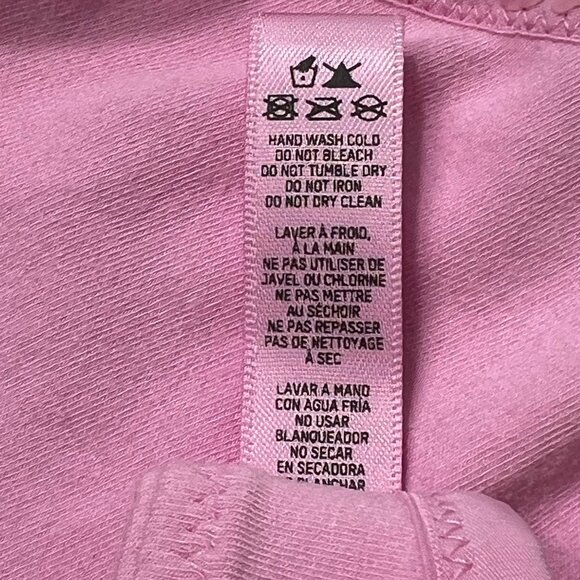 HAND WASH COLD
DO NOT BLEACH
DO NOT TUMBLE DRY
DO NOT IRON
DO NOT DRY CLEAN
LAVER À FROID,
À LA MAIN
NE PAS UTILISER DE
JAVEL OU CHLORINE
NE PAS METTRE
AU SÉCHOIR
NE PAS REPASSER
PAS DE NETTOYAGE
À SEC
LAVAR A MANO
CON AGUA FRÍA
NO USAR
BLANQUEADOR
NO SECAR
EN SECADORA
PLANCHAR